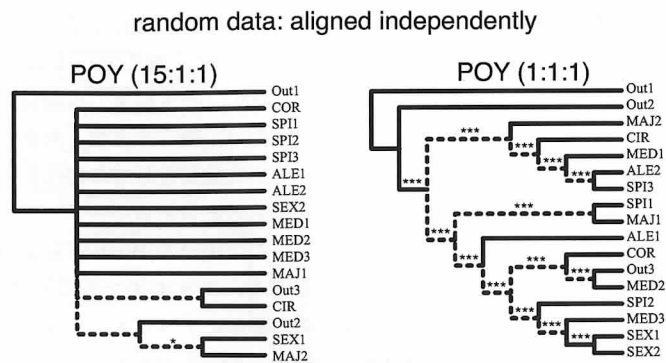 random data: aligned independently
POY (15:1:1)
Out1
COR
SPI1
SPI2
SPI3
ALE1
ALE2
SEX2
MED1
MED2
MED3
MAJ1
Out3
CIR
Out2
*
SEX1
MAJ2
POY (1:1:1)
Out1
Out2
MAJ2
***
CIR
***
MED1
***
ALE2
***
***
SPI3
SPI1
***
MAJ1
***
ALE1
***
COR
***
Out3
***
***
MED2
SPI2
***
MED3
***
SEX1
***
SEX2